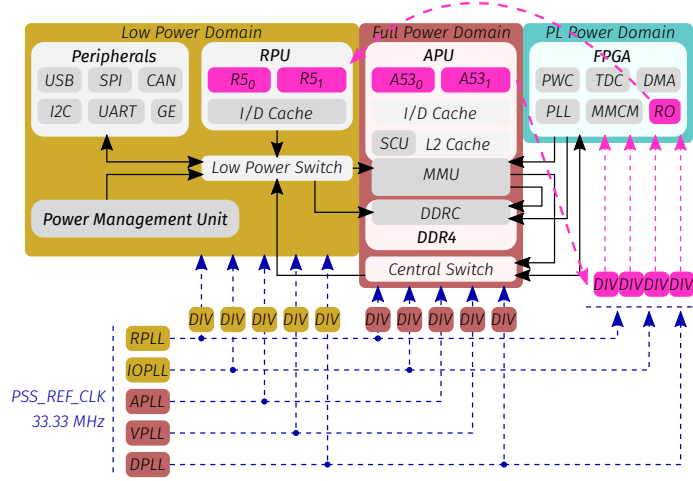 Low Power Domain
Full Power Domain
PL Power Domain
Peripherals
RPU
APU
FPGA
USB
SPI
CAN
R5₀
R5₁
A53₀
A53₁
PWC
TDC
DMA
I2C
UART
GE
I/D Cache
I/D Cache
PLL
MMCM
RO
SCU
L2 Cache
Low Power Switch
MMU
Power Management Unit
DDRC
DDR4
Central Switch
DIV
DIV
DIV
DIV
DIV
DIV
DIV
DIV
DIV
DIV
DIV
DIV
DIV
DIV
RPLL
IOPLL
PSS_REF_CLK
33.33 MHz
APLL
VPLL
DPLL